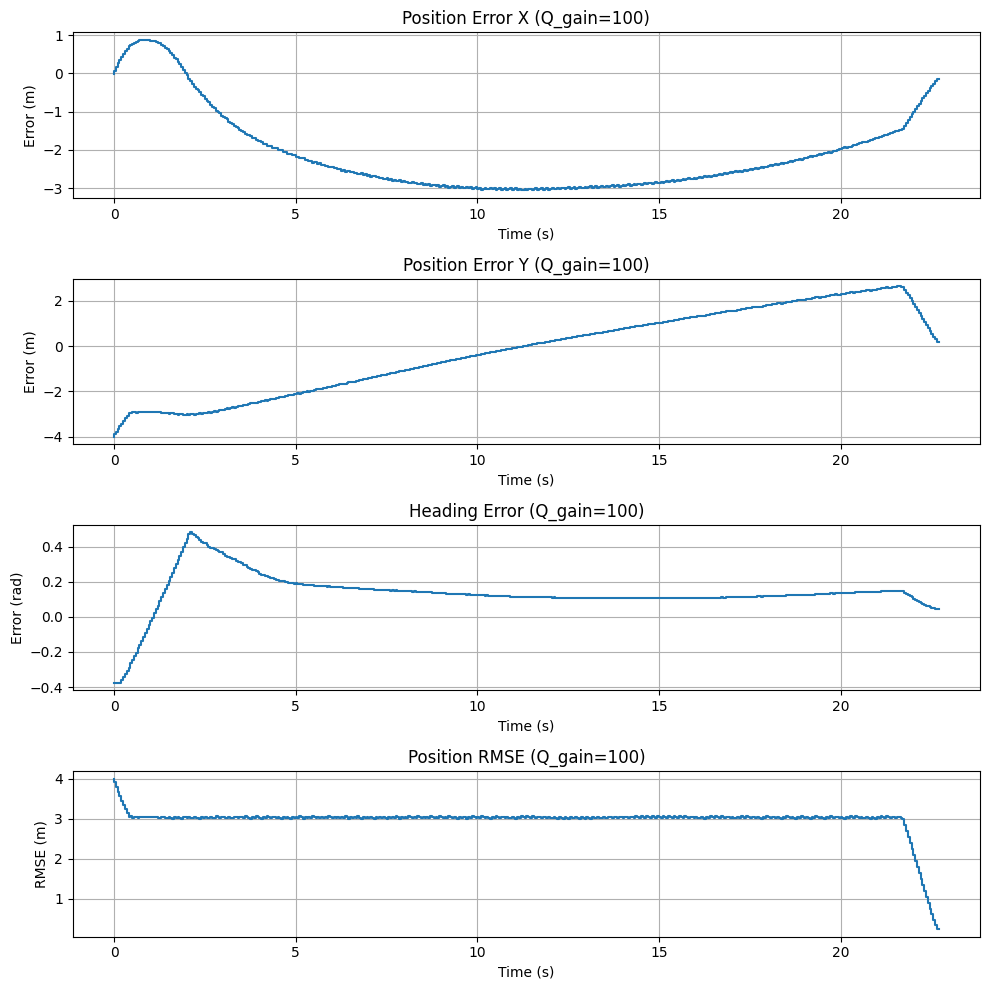 Position Error X (Q_gain=100)
1
0
−1
−2
−3
Error (m)
0 5 10 15 20
Time (s)
Position Error Y (Q_gain=100)
2
0
−2
−4
Error (m)
0 5 10 15 20
Time (s)
Heading Error (Q_gain=100)
0.4
0.2
0.0
−0.2
−0.4
Error (rad)
0 5 10 15 20
Time (s)
Position RMSE (Q_gain=100)
4
3
2
1
RMSE (m)
0 5 10 15 20
Time (s)